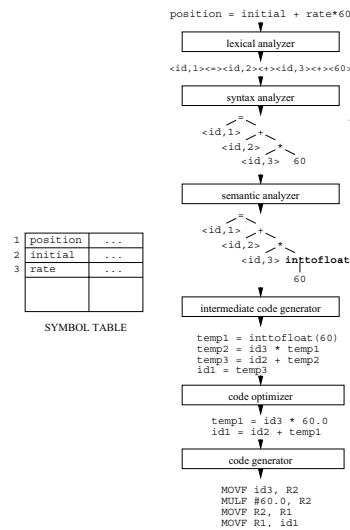 position = initial + rate*60
lexical analyzer
<id,1><=><id,2><+><id,3><+><60>
syntax analyzer
=
<id,1> +
<id,2> *
<id,3> 60
semantic analyzer
=
<id,1> +
<id,2> *
<id,3> inttofloat
60
1 position ...
2 initial ...
3 rate ...
SYMBOL TABLE
intermediate code generator
temp1 = inttofloat(60)
temp2 = id3 * temp1
temp3 = id2 + temp2
id1 = temp3
code optimizer
temp1 = id3 * 60.0
id1 = id2 + temp1
code generator
MOVF id3, R2
MULF #60.0, R2
MOVF R2, R1
MOVF R1, id1